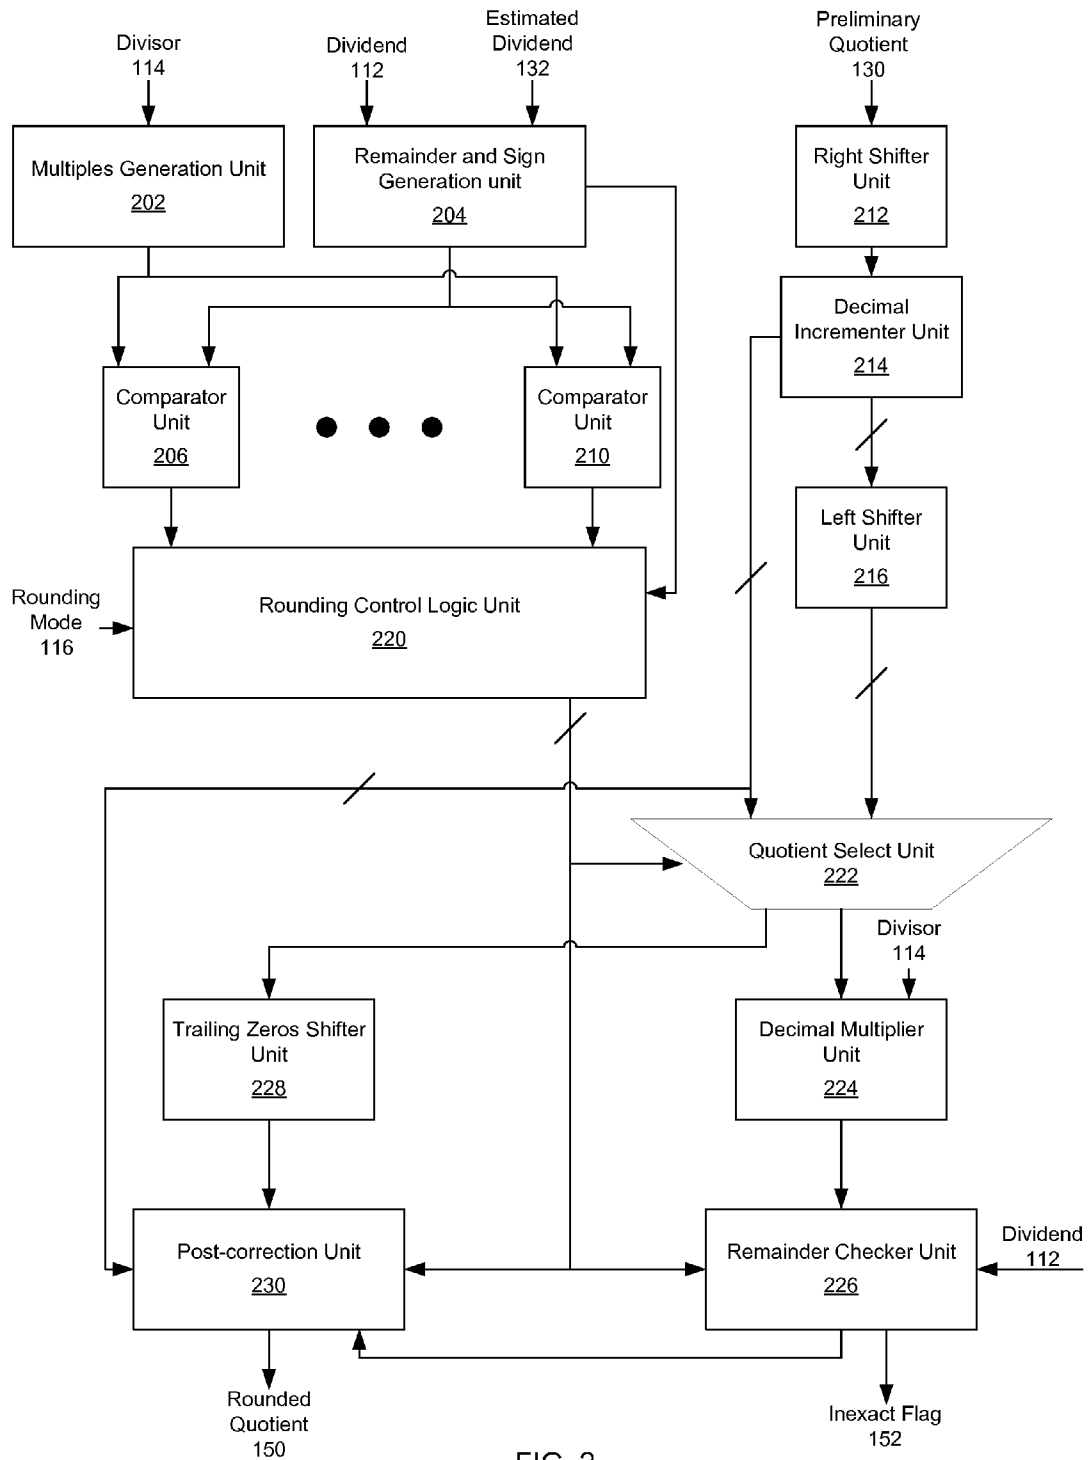 Divisor
114
Dividend
112
Estimated
Dividend
132
Preliminary
Quotient
130
Multiples Generation Unit
202
Remainder and Sign
Generation unit
204
Right Shifter
Unit
212
Decimal
Incrementer Unit
214
Comparator
Unit
206
Comparator
Unit
210
Left Shifter
Unit
216
Rounding
Mode
116
Rounding Control Logic Unit
220
Quotient Select Unit
222
Divisor
114
Trailing Zeros Shifter
Unit
228
Decimal Multiplier
Unit
224
Post-correction Unit
230
Remainder Checker Unit
226
Dividend
112
Rounded
Quotient
150
Inexact Flag
152